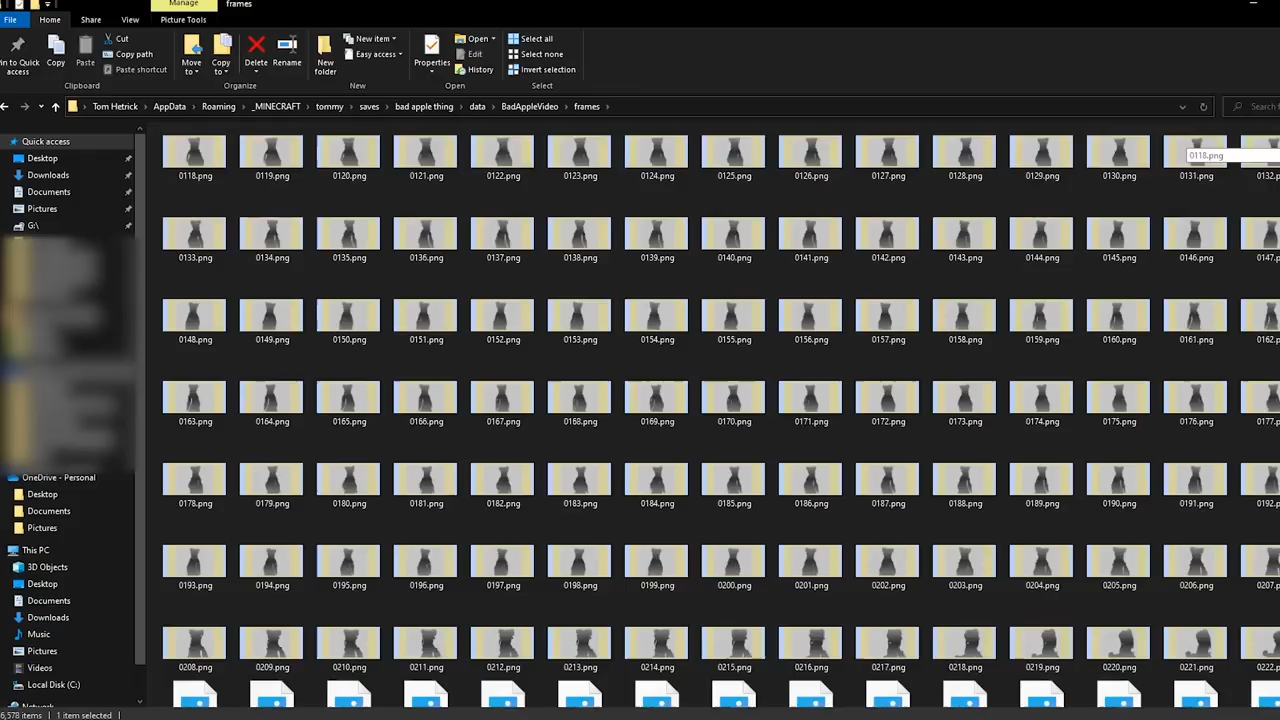 Manage
frames
File
Home
Share
View
Picture Tools
Cut
New item
Open
Select all
Copy path
Easy access
Edit
Select none
Pin to Quick
access
Copy
Paste
Paste shortcut
Move
to
Copy
to
Delete
Rename
New
folder
Properties
History
Invert selection
Clipboard
Organize
New
Open
Select
Tom Hetrick
AppData
Roaming
_MINECRAFT
tommy
saves
bad apple thing
data
BadAppleVideo
frames
Search f
Quick access
Desktop
Downloads
Documents
Pictures
G:\
OneDrive - Personal
Desktop
Documents
Pictures
This PC
3D Objects
Desktop
Documents
Downloads
Music
Pictures
Videos
Local Disk (C:)
Network
0118.png
0118.png 0119.png 0120.png 0121.png 0122.png 0123.png 0124.png 0125.png 0126.png 0127.png 0128.png 0129.png 0130.png 0131.png 0132.p
0133.png 0134.png 0135.png 0136.png 0137.png 0138.png 0139.png 0140.png 0141.png 0142.png 0143.png 0144.png 0145.png 0146.png 0147.p
0148.png 0149.png 0150.png 0151.png 0152.png 0153.png 0154.png 0155.png 0156.png 0157.png 0158.png 0159.png 0160.png 0161.png 0162.p
0163.png 0164.png 0165.png 0166.png 0167.png 0168.png 0169.png 0170.png 0171.png 0172.png 0173.png 0174.png 0175.png 0176.png 0177.p
0178.png 0179.png 0180.png 0181.png 0182.png 0183.png 0184.png 0185.png 0186.png 0187.png 0188.png 0189.png 0190.png 0191.png 0192.p
0193.png 0194.png 0195.png 0196.png 0197.png 0198.png 0199.png 0200.png 0201.png 0202.png 0203.png 0204.png 0205.png 0206.png 0207.p
0208.png 0209.png 0210.png 0211.png 0212.png 0213.png 0214.png 0215.png 0216.png 0217.png 0218.png 0219.png 0220.png 0221.png 0222.p
6,578 items
1 item selected